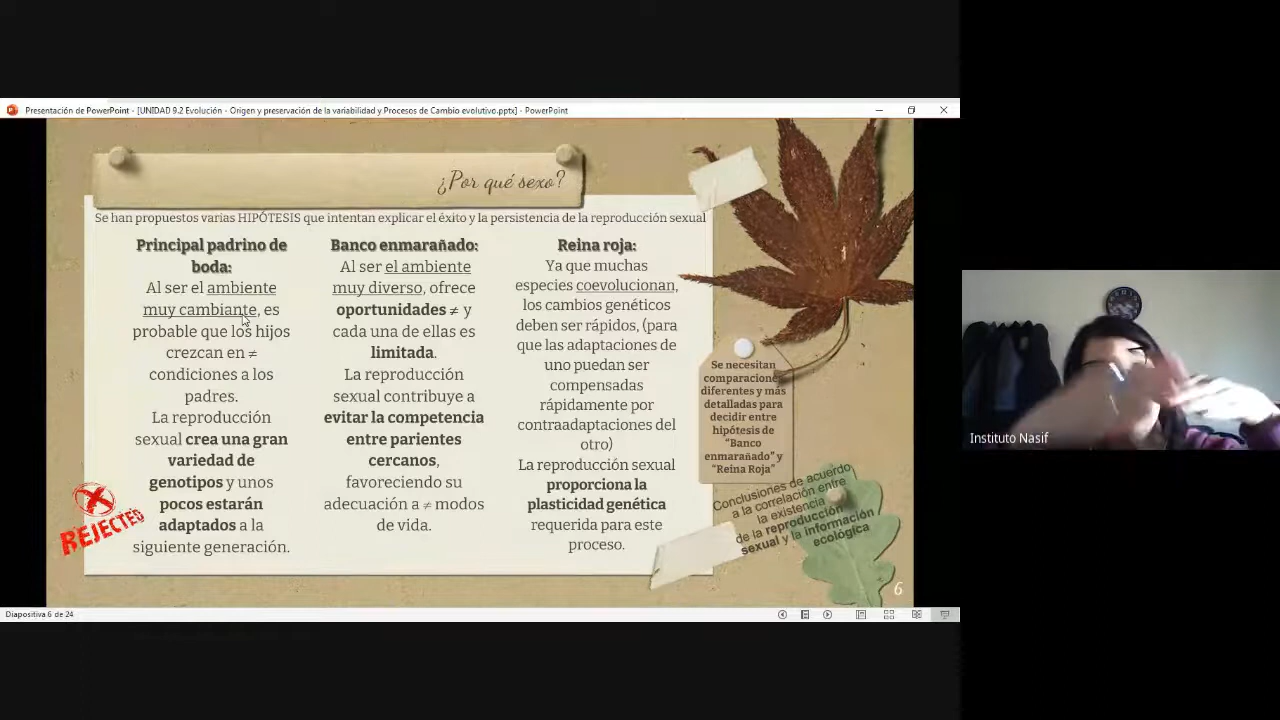 Presentación de PowerPoint - [UNIDAD 9.2 Evolución - Origen y preservación de la variabilidad y Procesos de Cambio evolutivo.pptx] - PowerPoint
¿Por qué sexo?
Se han propuestos varias HIPÓTESIS que intentan explicar el éxito y la persistencia de la reproducción sexual
Principal padrino de
boda:
Al ser el ambiente
muy cambiante, es
probable que los hijos
crezcan en ≠
condiciones a los
padres.
La reproducción
sexual crea una gran
variedad de
genotipos y unos
pocos estarán
adaptados a la
siguiente generación.
REJECTED
Banco enmarañado:
Al ser el ambiente
muy diverso, ofrece
oportunidades ≠ y
cada una de ellas es
limitada.
La reproducción
sexual contribuye a
evitar la competencia
entre parientes
cercanos,
favoreciendo su
adecuación a ≠ modos
de vida.
Reina roja:
Ya que muchas
especies coevolucionan,
los cambios genéticos
deben ser rápidos, (para
que las adaptaciones de
uno puedan ser
compensadas
rápidamente por
contraadaptaciones del
otro)
La reproducción sexual
proporciona la
plasticidad genética
requerida para este
proceso.
Se necesitan
comparaciones
diferentes y más
detalladas para
decidir entre
hipótesis de
“Banco
enmarañado” y
“Reina Roja”
Conclusiones de acuerdo
a la correlación entre
la existencia
de la reproducción
sexual y la información
ecológica
6
Diapositiva 6 de 24
Instituto Nasif